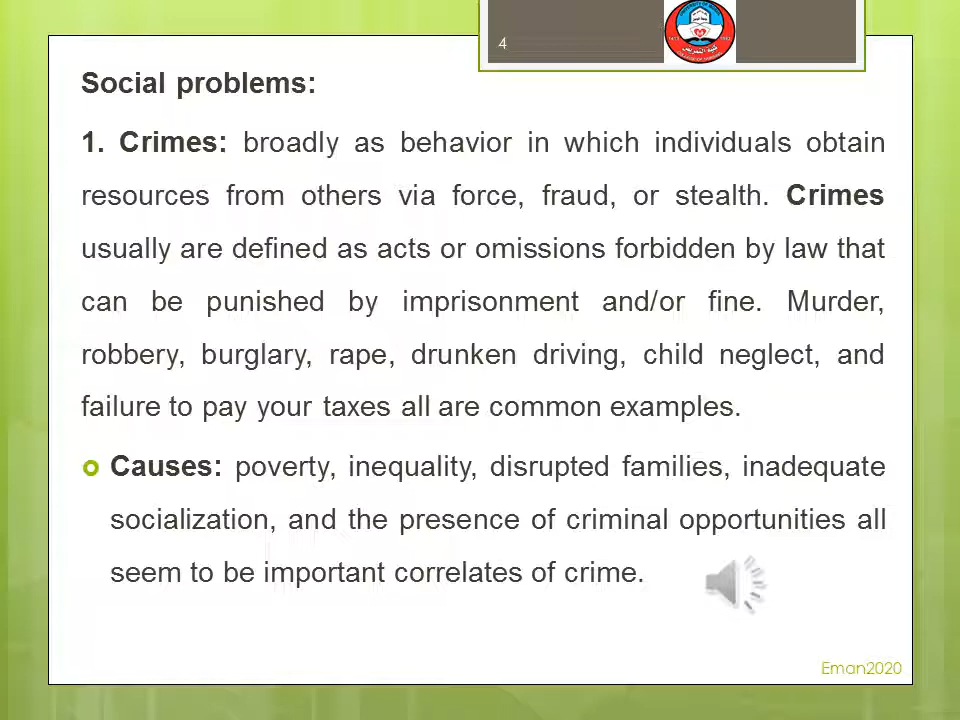 4
Social problems:
1. Crimes: broadly as behavior in which individuals obtain
resources from others via force, fraud, or stealth. Crimes
usually are defined as acts or omissions forbidden by law that
can be punished by imprisonment and/or fine. Murder,
robbery, burglary, rape, drunken driving, child neglect, and
failure to pay your taxes all are common examples.
Causes: poverty, inequality, disrupted families, inadequate
socialization, and the presence of criminal opportunities all
seem to be important correlates of crime.
Eman2020